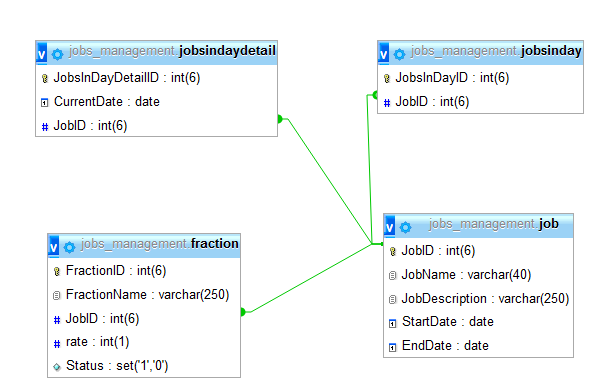 jobs_management.jobsindaydetail
JobsInDayDetailID : int(6)
CurrentDate : date
JobID : int(6)
jobs_management.jobsinday
JobsInDayID : int(6)
JobID : int(6)
jobs_management.fraction
FractionID : int(6)
FractionName : varchar(250)
JobID : int(6)
rate : int(1)
Status : set('1','0')
jobs_management.job
JobID : int(6)
JobName : varchar(40)
JobDescription : varchar(250)
StartDate : date
EndDate : date